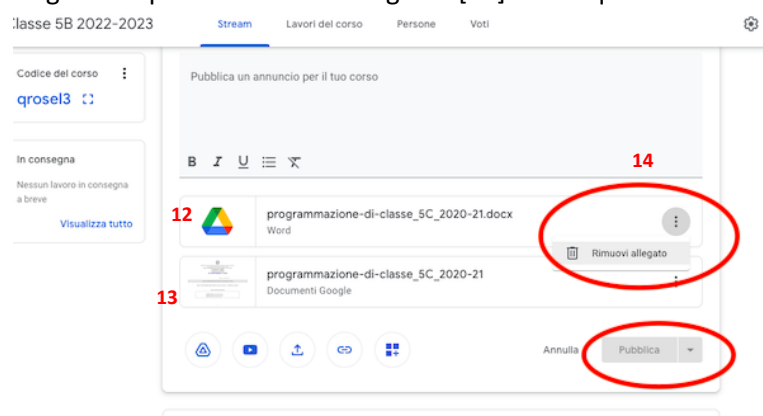 Classe 5B 2022-2023
Stream Lavori del corso Persone Voti
Codice del corso
qrosel3
In consegna
Nessun lavoro in consegna
a breve
Visualizza tutto
Pubblica un annuncio per il tuo corso
B I U
14
12
programmazione-di-classe_5C_2020-21.docx
Word
Rimuovi allegato
13
programmazione-di-classe_5C_2020-21
Documenti Google
Annulla Pubblica